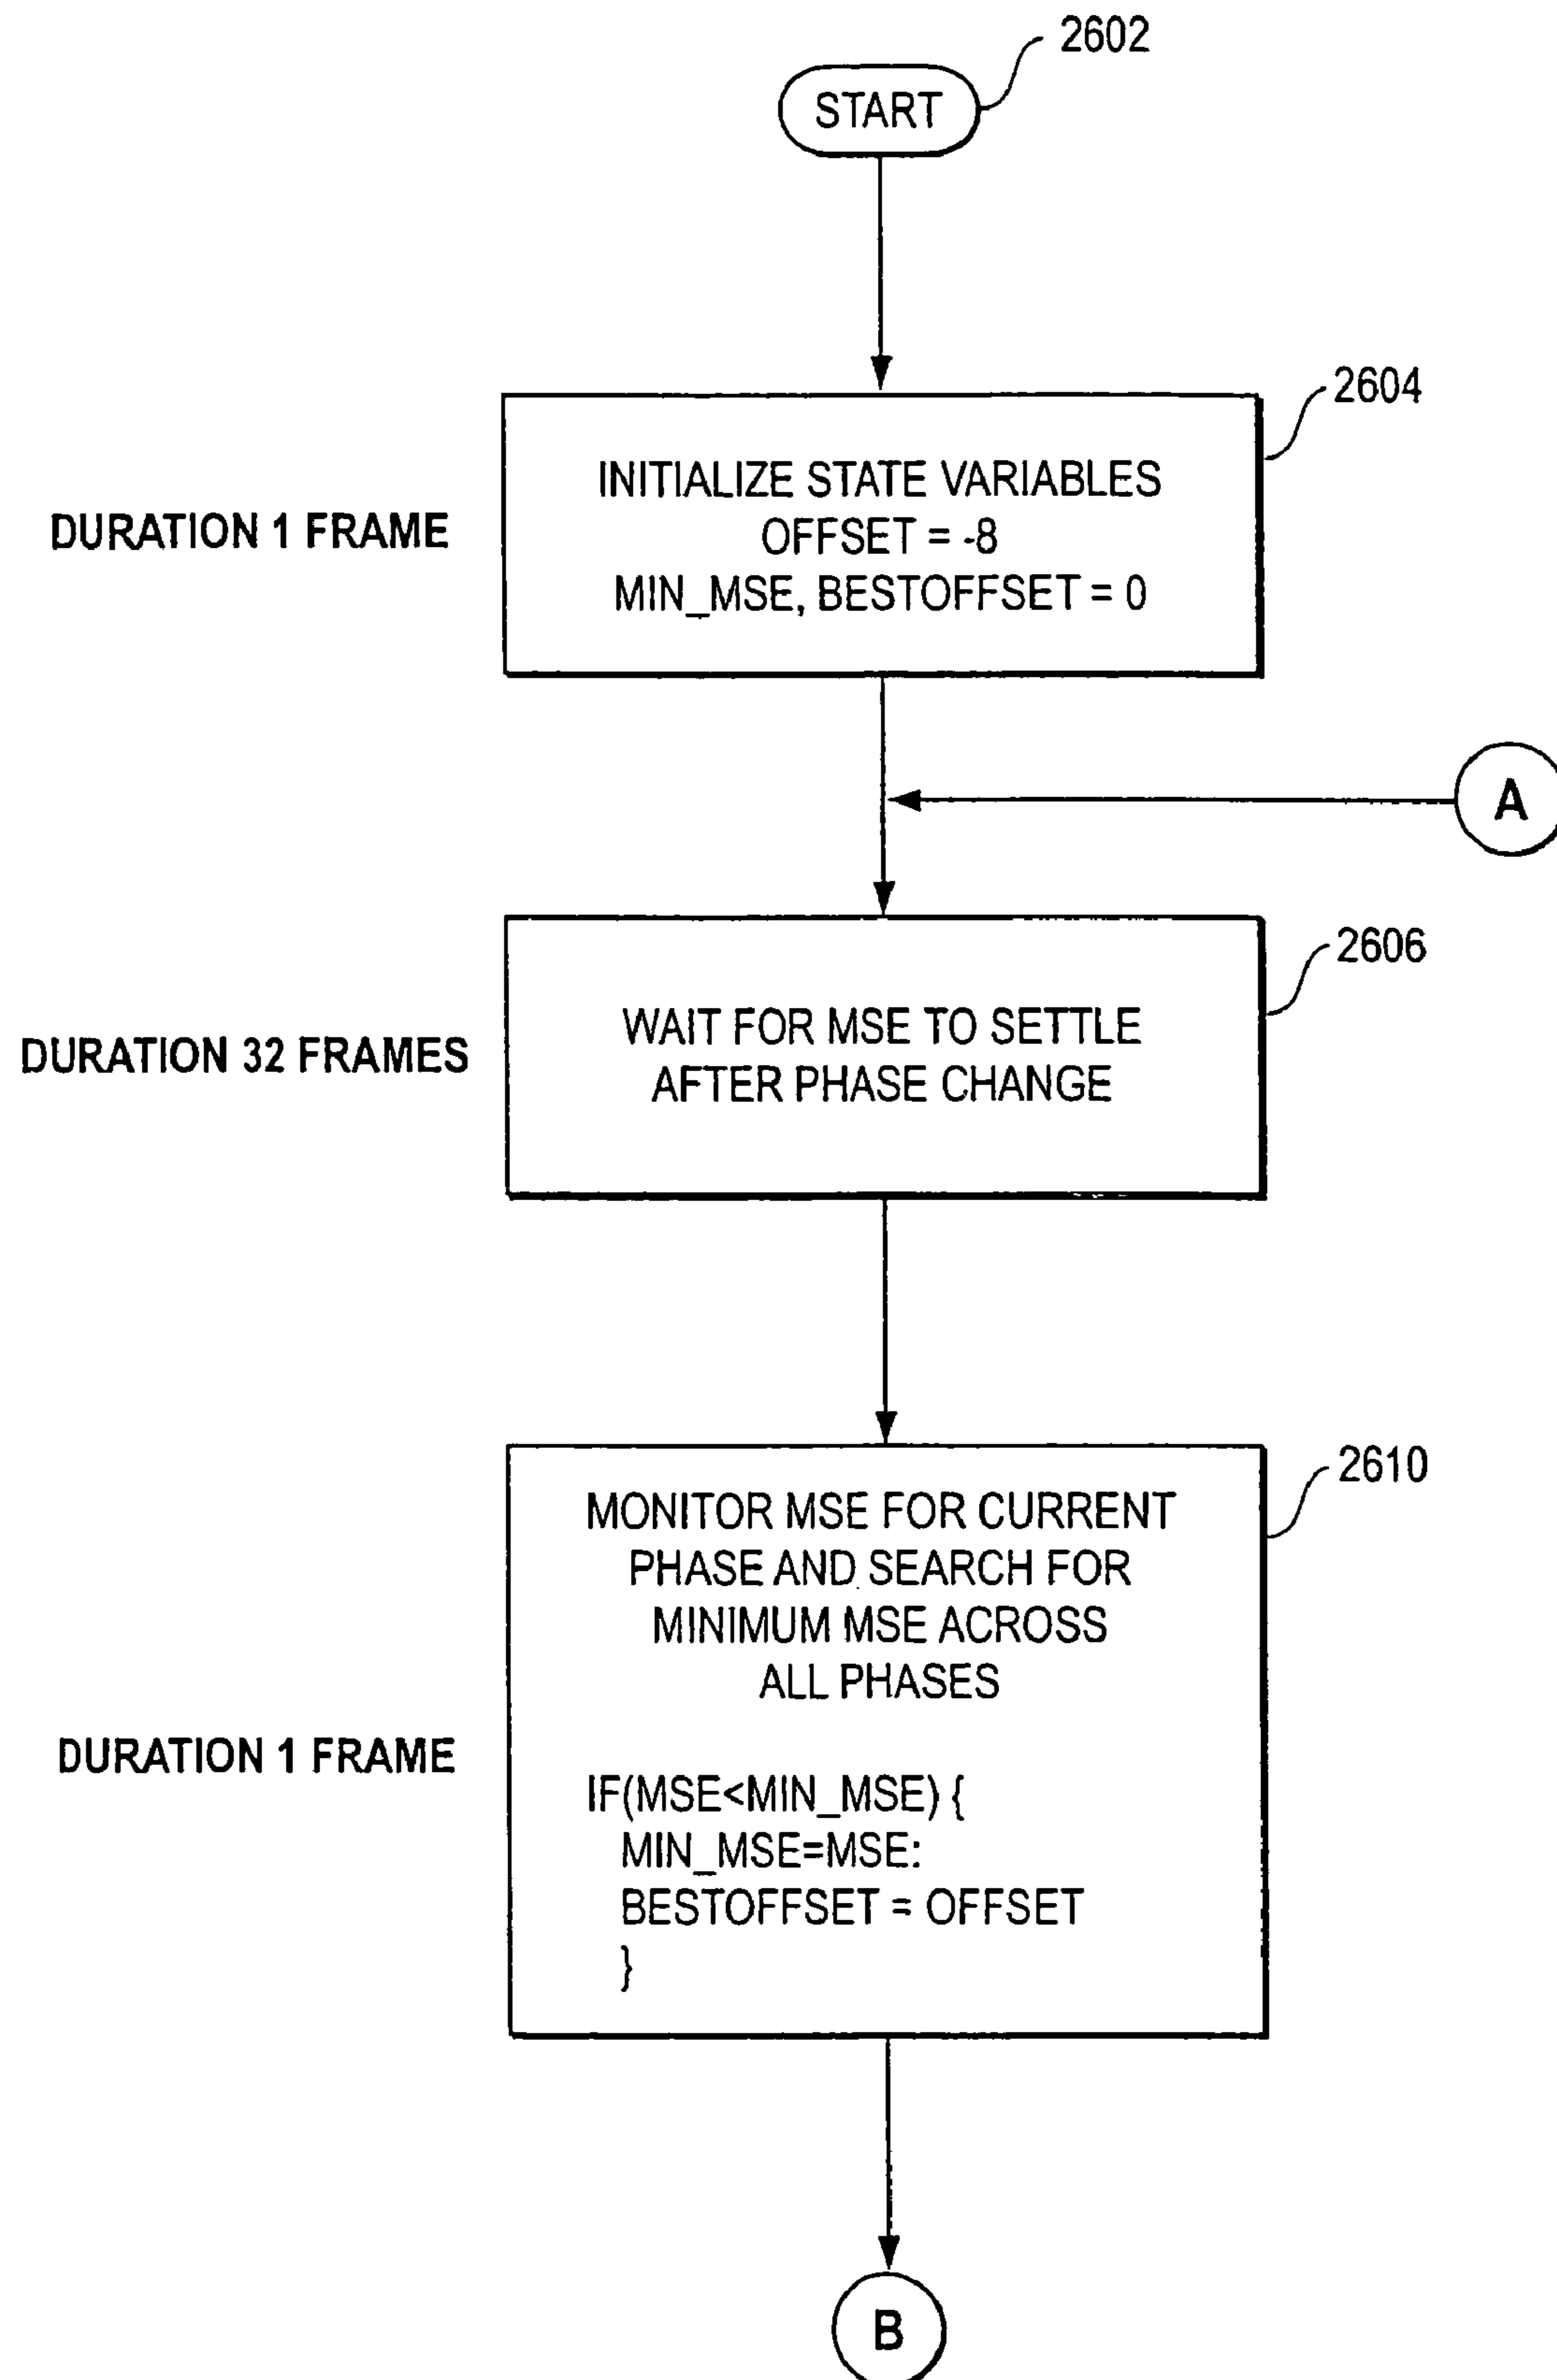 2602
START
2604
INITIALIZE STATE VARIABLES
OFFSET = -8
MIN_MSE, BESTOFFSET = 0
DURATION 1 FRAME
A
2606
WAIT FOR MSE TO SETTLE
AFTER PHASE CHANGE
DURATION 32 FRAMES
2610
MONITOR MSE FOR CURRENT
PHASE AND SEARCH FOR
MINIMUM MSE ACROSS
ALL PHASES
DURATION 1 FRAME
IF(MSE<MIN_MSE) {
MIN_MSE=MSE:
BESTOFFSET = OFFSET
}
B